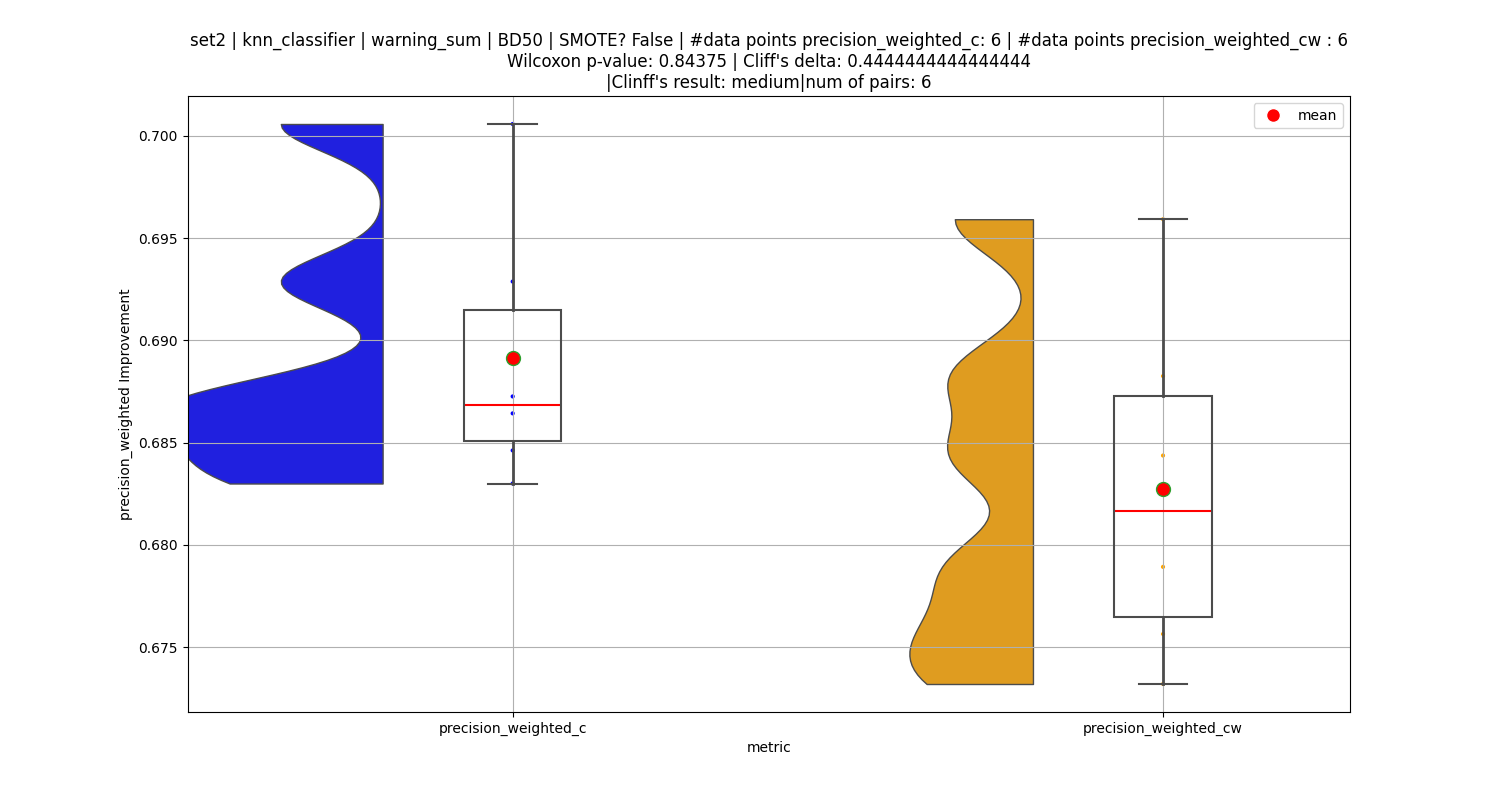 set2 | knn_classifier | warning_sum | BD50 | SMOTE? False | #data points precision_weighted_c: 6 | #data points precision_weighted_cw : 6
Wilcoxon p-value: 0.84375 | Cliff's delta: 0.4444444444444444
|Clinff's result: medium|num of pairs: 6
mean
0.700
0.695
0.690
0.685
0.680
0.675
precision_weighted Improvement
precision_weighted_c
precision_weighted_cw
metric